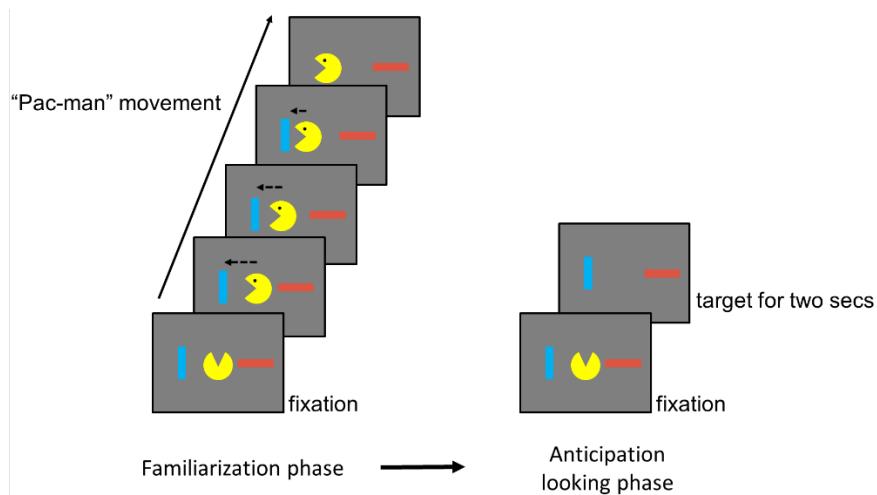 “Pac-man” movement
target for two secs
fixation
fixation
Familiarization phase
Anticipation
looking phase